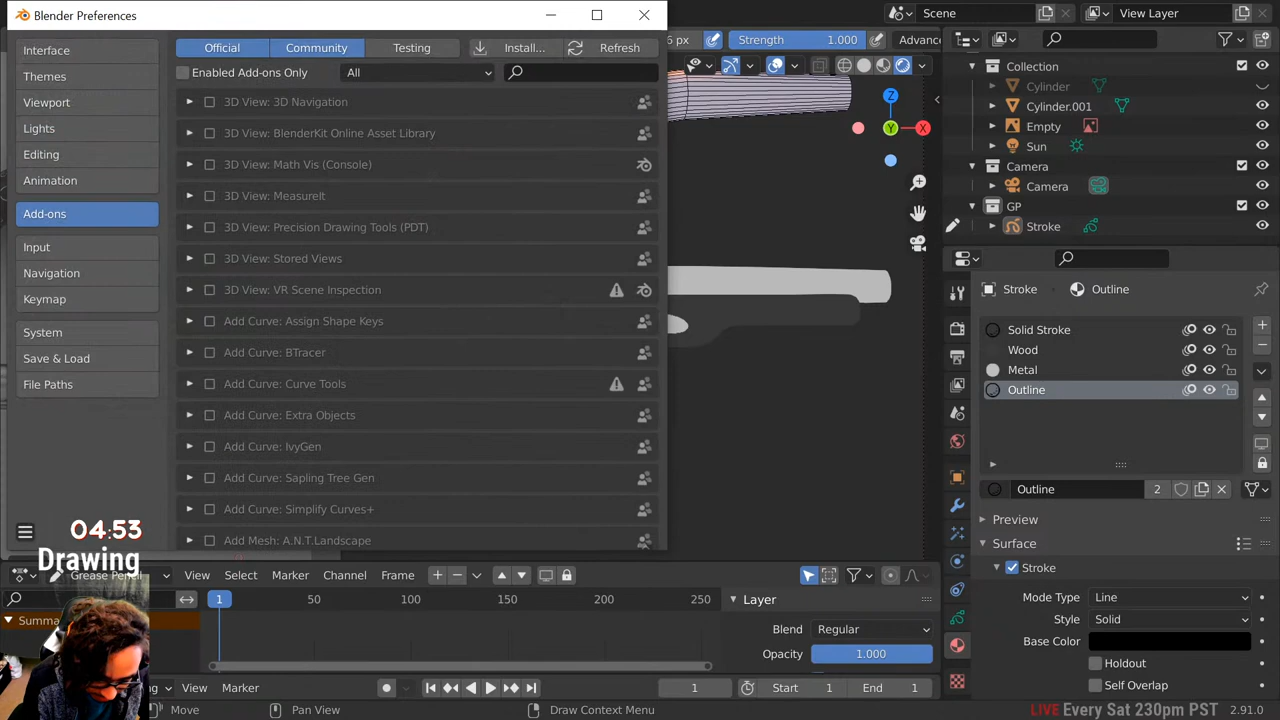 Blender Preferences
Interface
Themes
Viewport
Lights
Editing
Animation
Add-ons
Input
Navigation
Keymap
System
Save & Load
File Paths
Official
Community
Testing
Install...
Refresh
Enabled Add-ons Only
All
3D View: 3D Navigation
3D View: BlenderKit Online Asset Library
3D View: Math Vis (Console)
3D View: MeasureIt
3D View: Precision Drawing Tools (PDT)
3D View: Stored Views
3D View: VR Scene Inspection
Add Curve: Assign Shape Keys
Add Curve: BTracer
Add Curve: Curve Tools
Add Curve: Extra Objects
Add Curve: IvyGen
Add Curve: Sapling Tree Gen
Add Curve: Simplify Curves+
Add Mesh: A.N.T.Landscape
6 px
Strength 1.000
Advance
Z
Y
X
Scene
View Layer
Collection
Cylinder
Cylinder.001
Empty
Sun
Camera
Camera
GP
Stroke
Stroke
Outline
Solid Stroke
Wood
Metal
Outline
Outline
2
Preview
Surface
Stroke
Mode Type
Line
Style
Solid
Base Color
Holdout
Self Overlap
04:53
Drawing
Grease Pencil
View
Select
Marker
Channel
Frame
1
50
100
150
200
250
Summa
Layer
Blend
Regular
Opacity
1.000
View
Marker
1
Start 1
End 1
Move
Pan View
Draw Context Menu
LIVE Every Sat 230pm PST
2.91.0